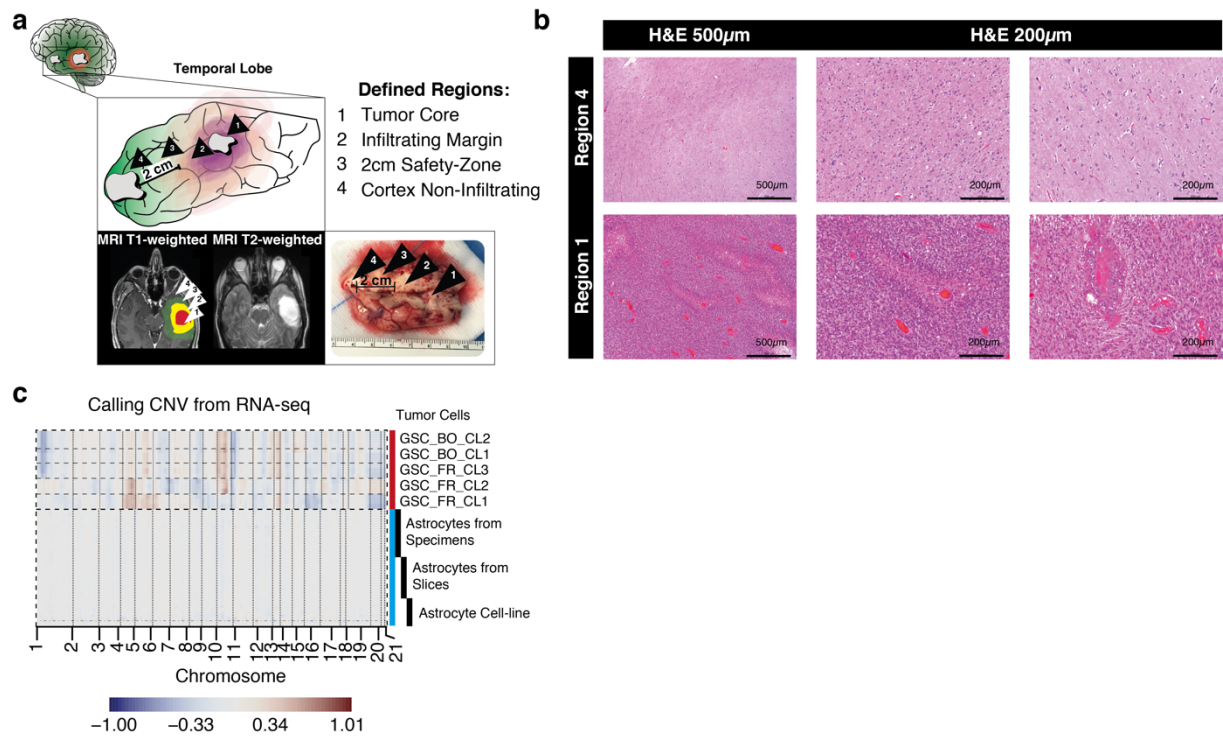 a
Temporal Lobe
Defined Regions:
1 Tumor Core
2 Infiltrating Margin
3 2cm Safety-Zone
4 Cortex Non-Infiltrating
1
2
3
4
2 cm
MRI T1-weighted
MRI T2-weighted
4
3
2
1
4
3
2
1
2 cm
b
H&E 500µm
H&E 200µm
Region 4
500µm
200µm
200µm
Region 1
500µm
200µm
200µm
c
Calling CNV from RNA-seq
Tumor Cells
GSC_BO_CL2
GSC_BO_CL1
GSC_FR_CL3
GSC_FR_CL2
GSC_FR_CL1
Astrocytes from
Specimens
Astrocytes from
Slices
Astrocyte Cell-line
1 2 3 4 5 6 7 8 9 10 11 12 13 14 15 16 17 18 19 20 21
Chromosome
−1.00 −0.33 0.34 1.01